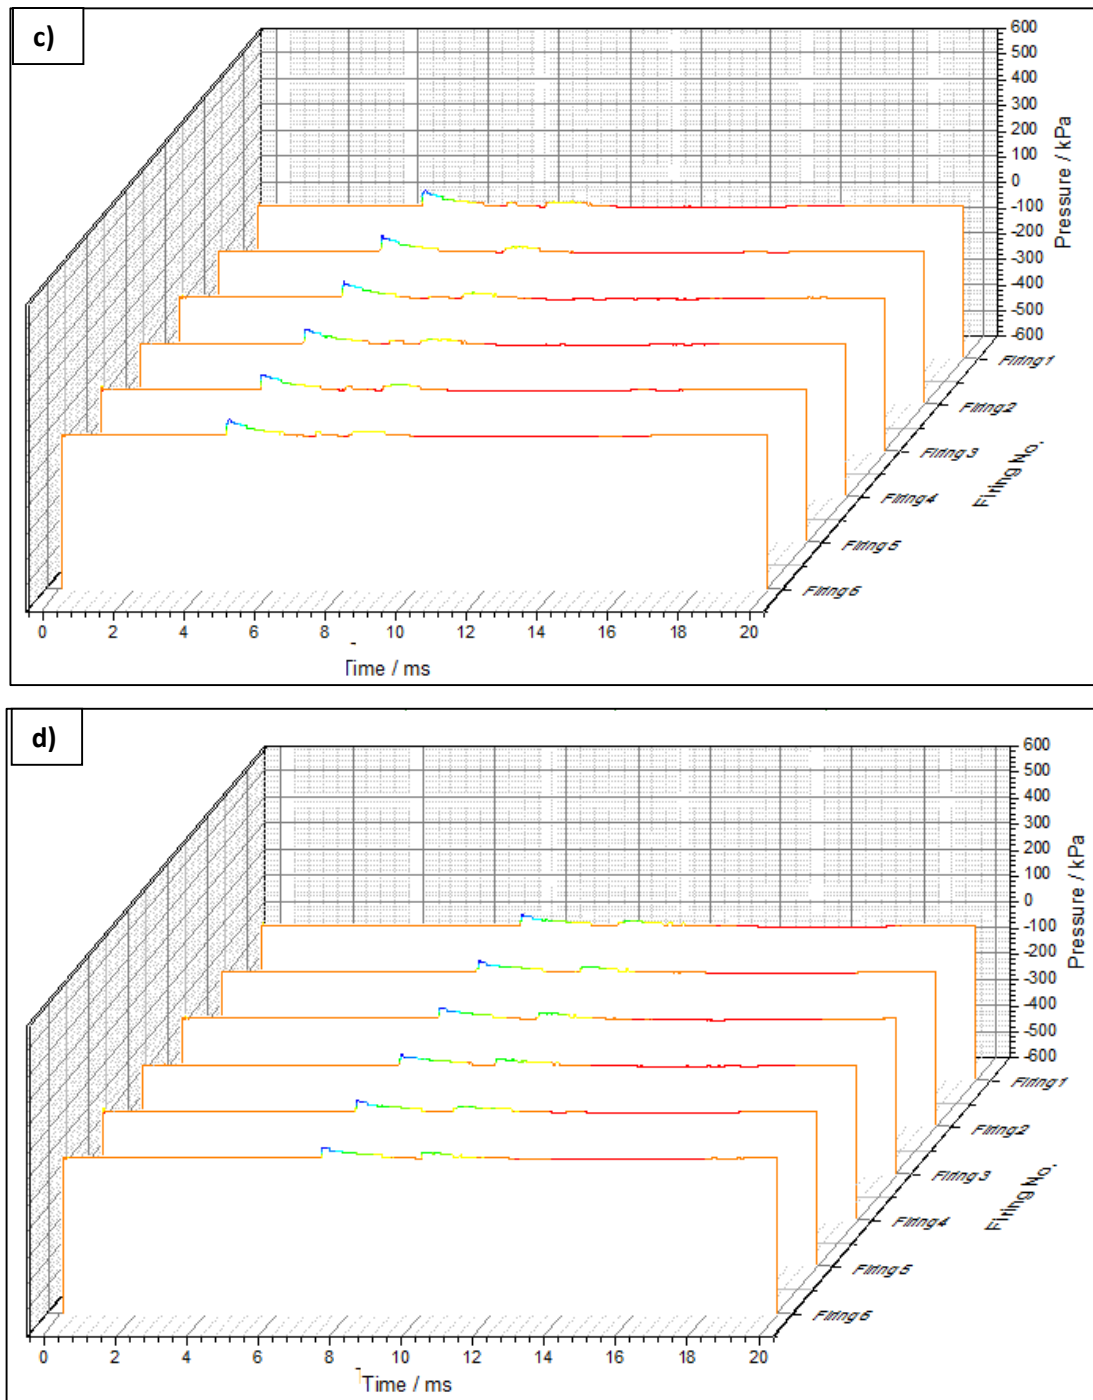 c)
600
500
400
300
200
100
0
-100
-200
-300
-400
-500
-600
Pressure / kPa
Firing 1
Firing 2
Firing 3
Firing 4
Firing 5
Firing 6
Firing No.
0 2 4 6 8 10 12 14 16 18 20
Time / ms
d)
600
500
400
300
200
100
0
-100
-200
-300
-400
-500
-600
Pressure / kPa
Firing 1
Firing 2
Firing 3
Firing 4
Firing 5
Firing 6
Firing No.
0 2 4 6 8 10 12 14 16 18 20
Time / ms